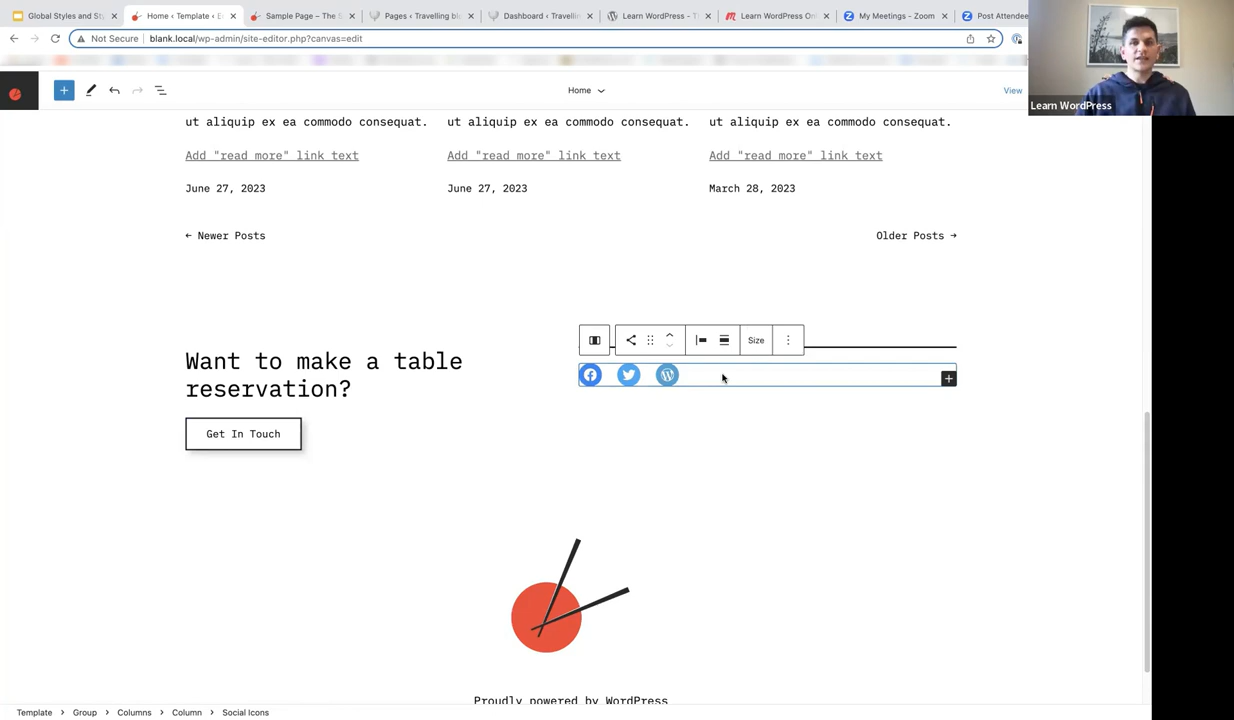 Global Styles and St
Home ‹ Template ‹ E
Sample Page – The S
Pages ‹ Travelling bl
Dashboard ‹ Travellin
Learn WordPress – T
Learn WordPress Onl
My Meetings - Zoom
Post Attendee
Not Secure
blank.local/wp-admin/site-editor.php?canvas=edit
Learn WordPress
Home
View
ut aliquip ex ea commodo consequat.
ut aliquip ex ea commodo consequat.
ut aliquip ex ea commodo consequat.
Add "read more" link text
Add "read more" link text
Add "read more" link text
June 27, 2023
June 27, 2023
March 28, 2023
← Newer Posts
Older Posts →
Size
Want to make a table
reservation?
Get In Touch
Proudly powered by WordPress
Template > Group > Columns > Column > Social Icons